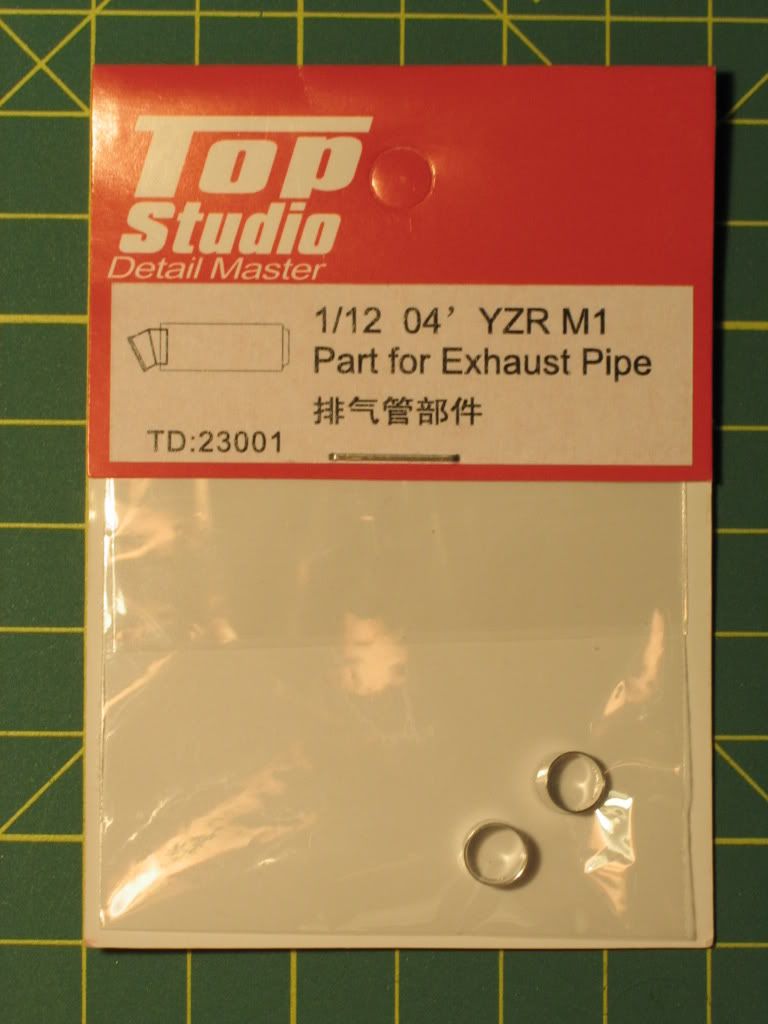 Top
Studio
Detail Master
1/12 04’ YZR M1
Part for Exhaust Pipe
排气管部件
TD:23001